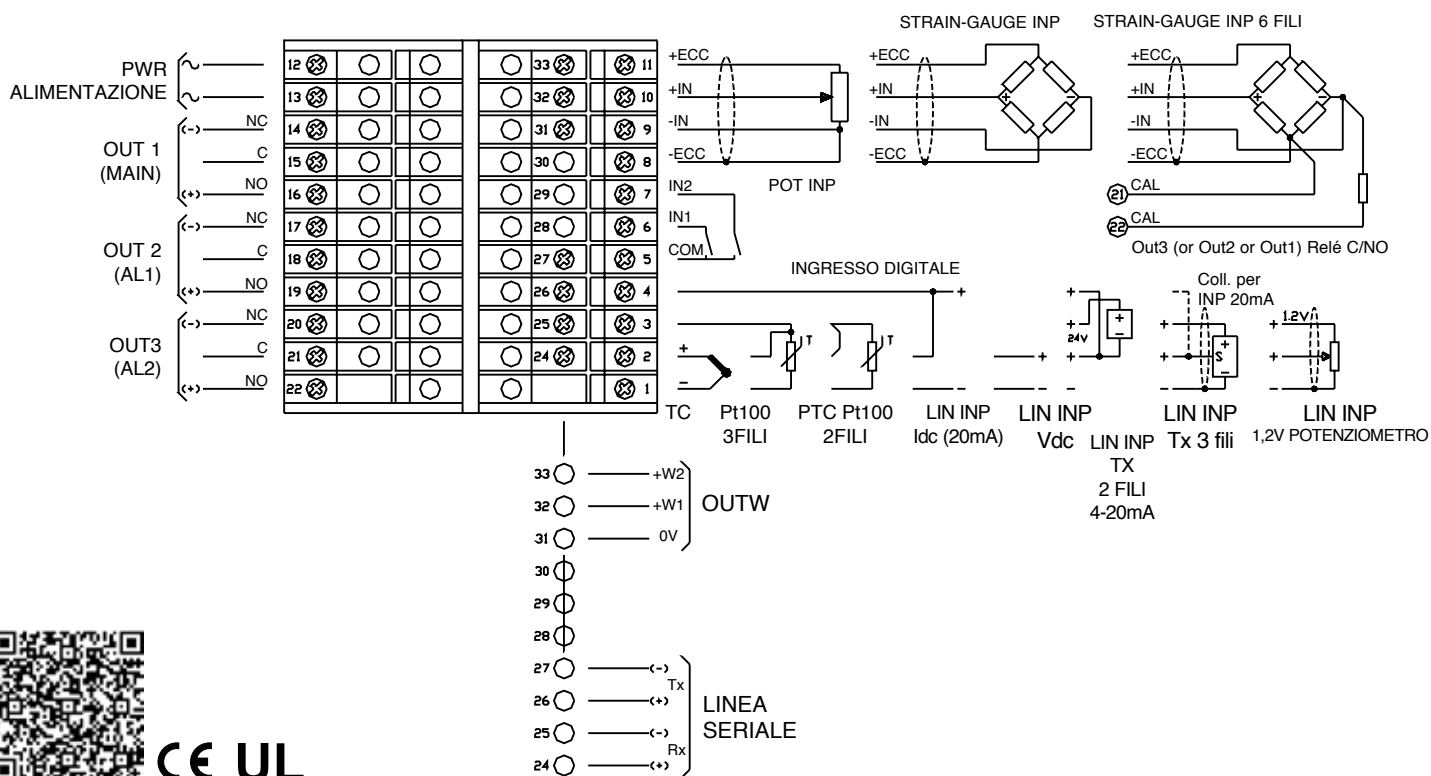 STRAIN-GAUGE INP
STRAIN-GAUGE INP 6 FILI
PWR
ALIMENTAZIONE
12
13
OUT 1
(MAIN)
(-) NC
C
(+) NO
14
15
16
OUT 2
(AL1)
(-) NC
C
(+) NO
17
18
19
OUT3
(AL2)
(-) NC
C
(+) NO
20
21
22
33
32
31
30
29
28
27
26
25
24
11
10
9
8
7
6
5
4
3
2
1
+ECC
+IN
-IN
-ECC
POT INP
+ECC
+IN
-IN
-ECC
+ -
+ECC
+IN
-IN
-ECC
+ -
21 CAL
22 CAL
Out3 (or Out2 or Out1) Relé C/NO
IN2
IN1
COM
INGRESSO DIGITALE
Coll. per
INP 20mA
+
-
T
T
+
-
+
-
+
+
24V
+
-
+
-
+
+
-
+
S
-
+ 1.2V
+
-
TC
Pt100
3FILI
PTC Pt100
2FILI
LIN INP
Idc (20mA)
LIN INP
Vdc
LIN INP
TX
2 FILI
4-20mA
LIN INP
Tx 3 fili
LIN INP
1,2V POTENZIOMETRO
33 +W2
32 +W1
31 0V
OUTW
30
29
28
27 (-)
Tx
26 (+)
25 (-)
Rx
24 (+)
LINEA
SERIALE
CE UL